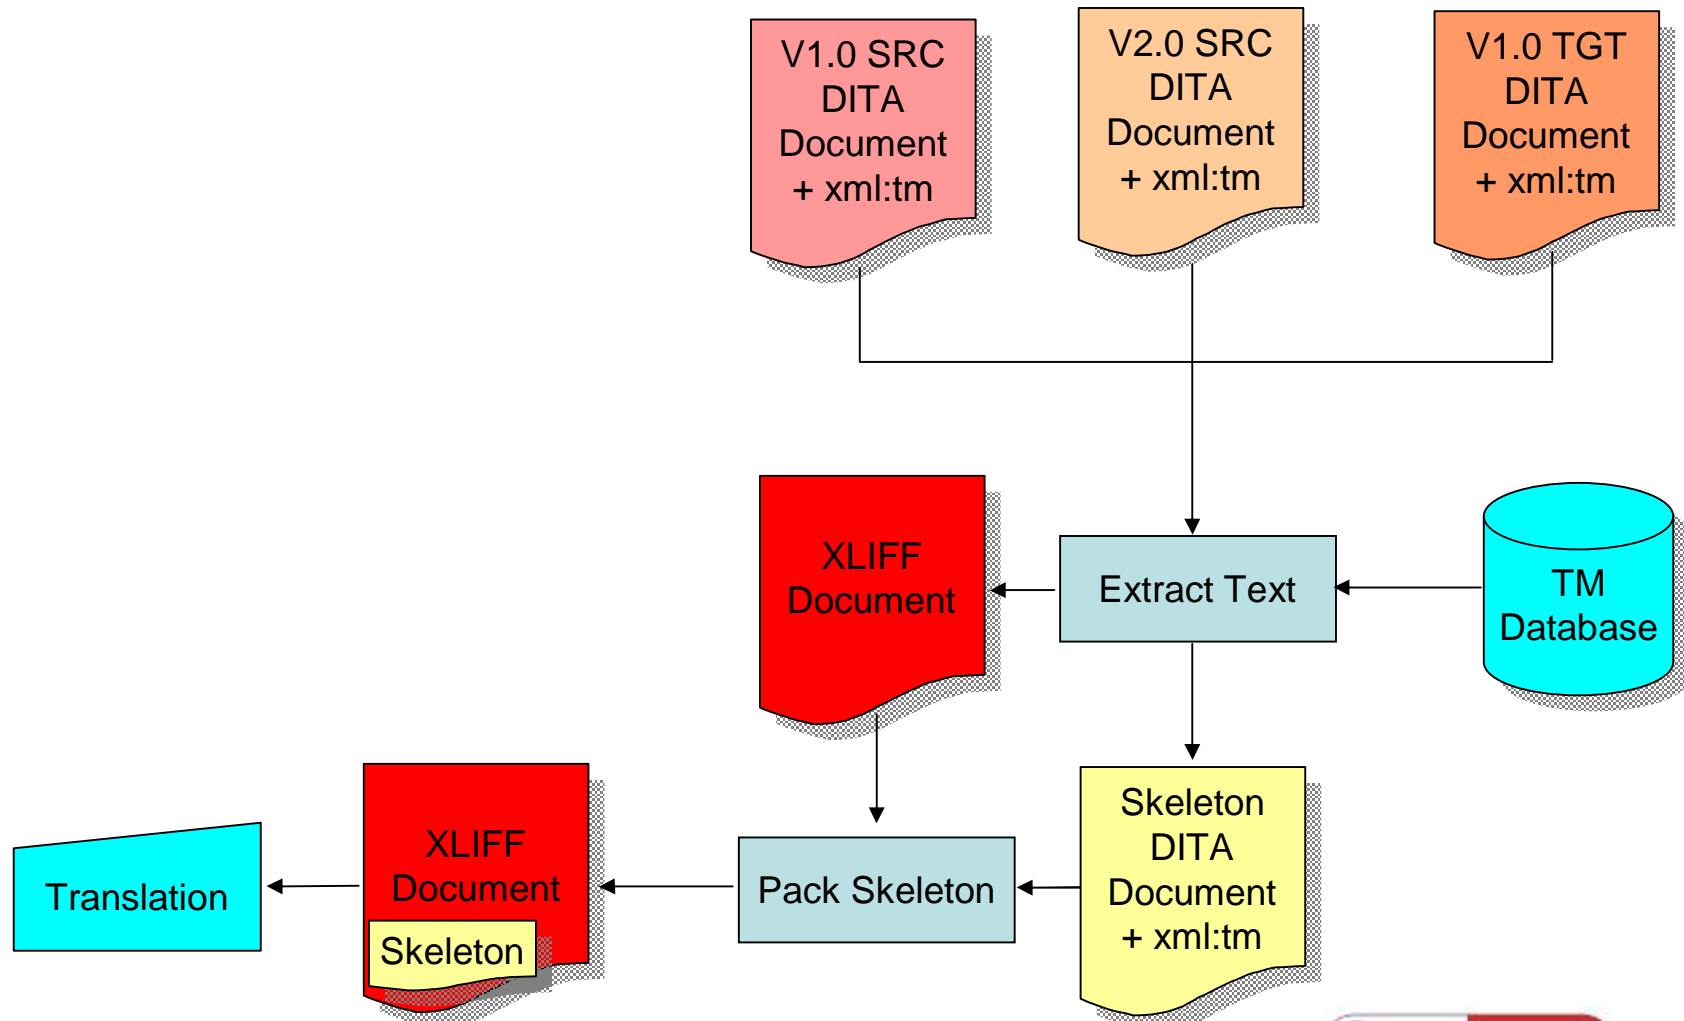 V1.0 SRC
DITA
Document
+ xml:tm
V2.0 SRC
DITA
Document
+ xml:tm
V1.0 TGT
DITA
Document
+ xml:tm
XLIFF
Document
Extract Text
TM
Database
Translation
XLIFF
Document
Skeleton
Pack Skeleton
Skeleton
DITA
Document
+ xml:tm